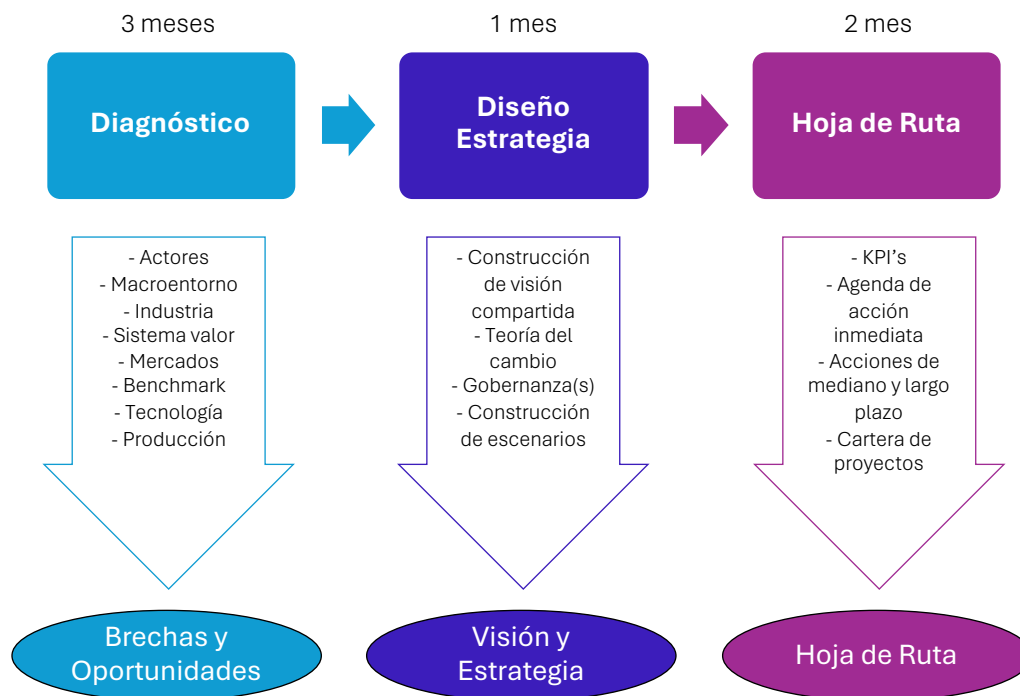 3 meses
1 mes
2 mes
Diagnóstico
Diseño
Estrategia
Hoja de Ruta
- Actores
- Macroentorno
- Industria
- Sistema valor
- Mercados
- Benchmark
- Tecnología
- Producción
- Construcción
de visión
compartida
- Teoría del
cambio
- Gobernanza(s)
- Construcción
de escenarios
- KPI’s
- Agenda de
acción
inmediata
- Acciones de
mediano y largo
plazo
- Cartera de
proyectos
Brechas y
Oportunidades
Visión y
Estrategia
Hoja de Ruta